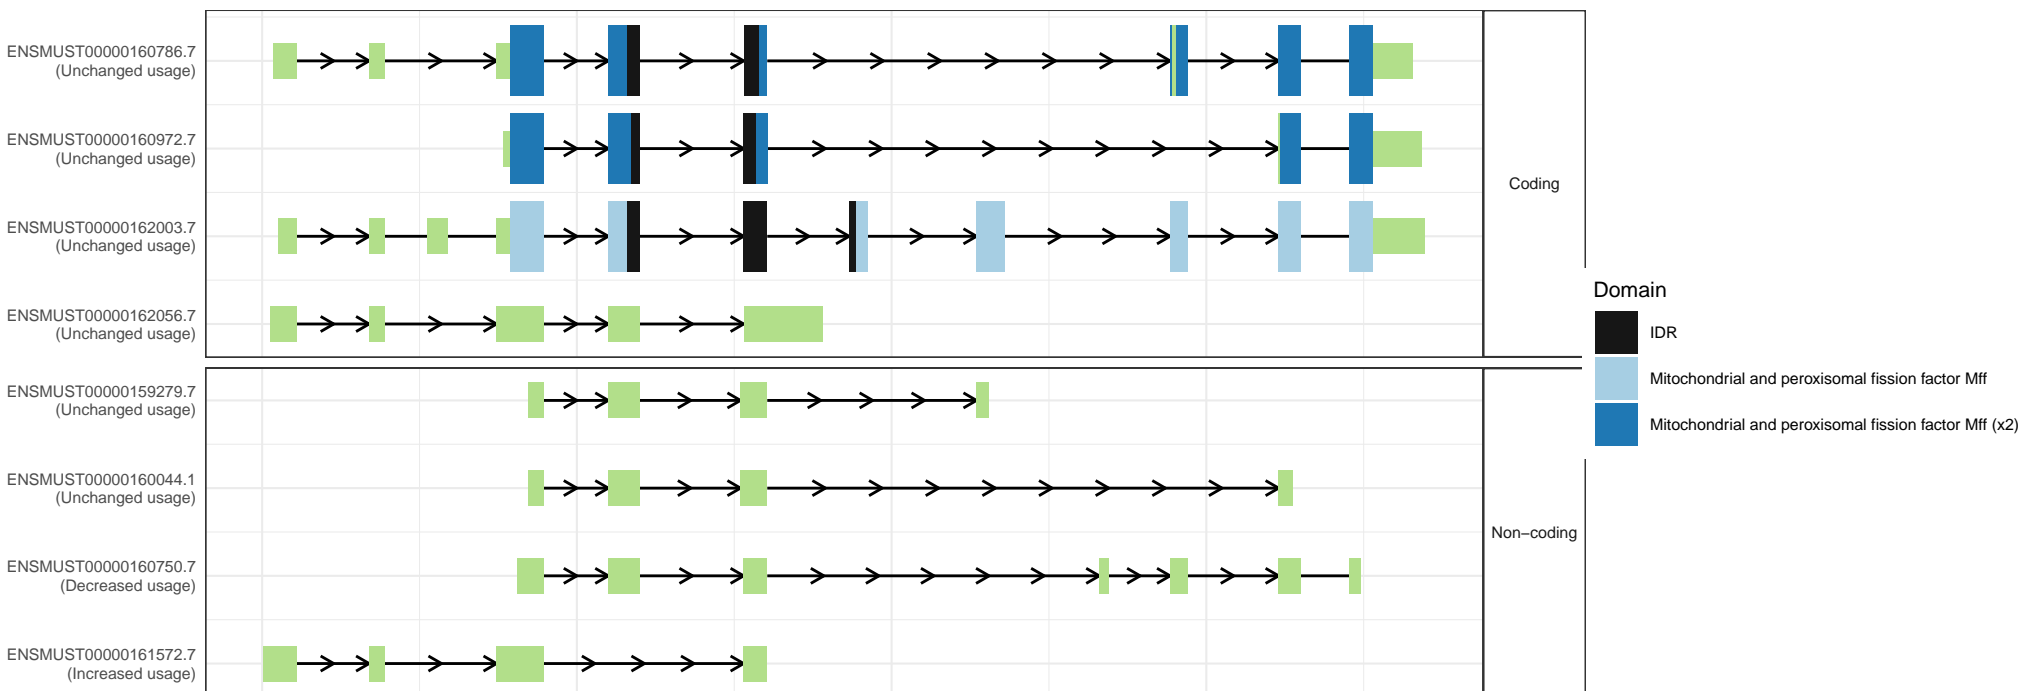 ENSMUST00000160786.7
(Unchanged usage)
ENSMUST00000160972.7
(Unchanged usage)
ENSMUST00000162003.7
(Unchanged usage)
ENSMUST00000162056.7
(Unchanged usage)
Coding
ENSMUST00000159279.7
(Unchanged usage)
ENSMUST00000160044.1
(Unchanged usage)
ENSMUST00000160750.7
(Decreased usage)
ENSMUST00000161572.7
(Increased usage)
Non−coding
Domain
IDR
Mitochondrial and peroxisomal fission factor Mff
Mitochondrial and peroxisomal fission factor Mff (x2)